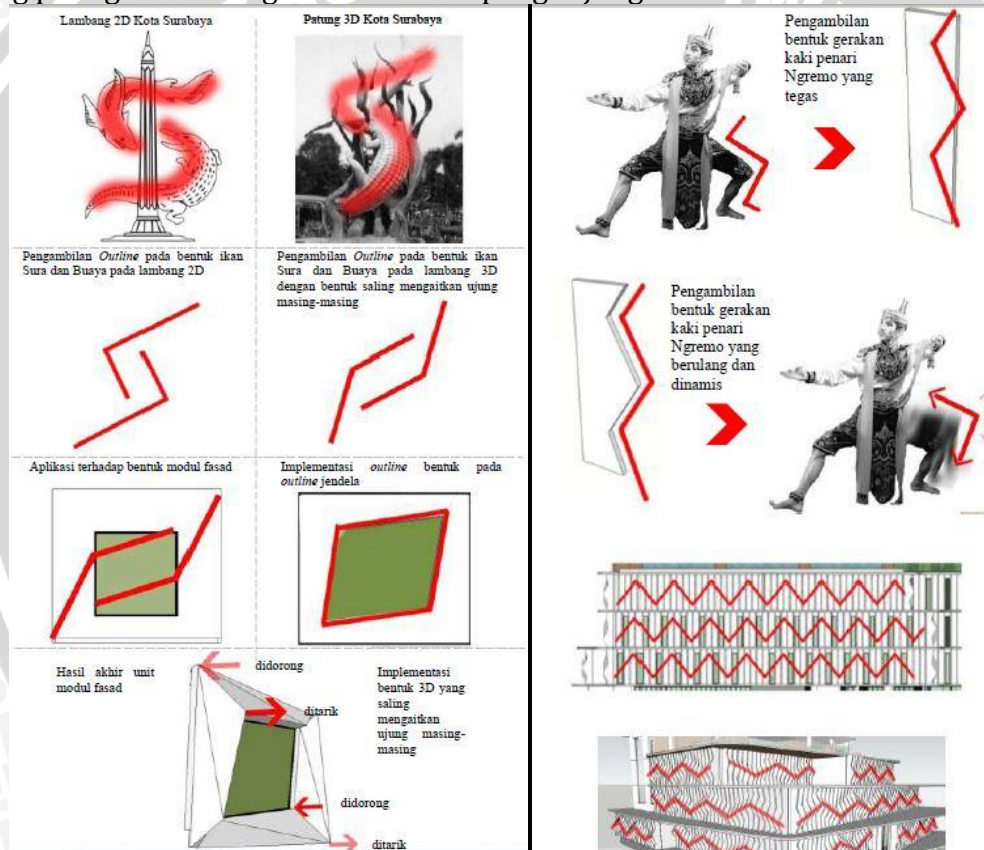 Lambang 2D Kota Surabaya
Patung 3D Kota Surabaya
Pengambilan Outline pada bentuk ikan
Sura dan Buaya pada lambang 2D
Pengambilan Outline pada bentuk ikan
Sura dan Buaya pada lambang 3D
dengan bentuk saling mengaitkan ujung
masing-masing
Aplikasi terhadap bentuk modul fasad
Implementasi outline bentuk pada
outline jendela
Hasil akhir unit
modul fasad
didorong
ditarik
Implementasi
bentuk 3D yang
saling
mengaitkan
ujung masing-
masing
didorong
ditarik
Pengambilan
bentuk gerakan
kaki penari
Ngremo yang
tegas
Pengambilan
bentuk gerakan
kaki penari
Ngremo yang
berulang dan
dinamis